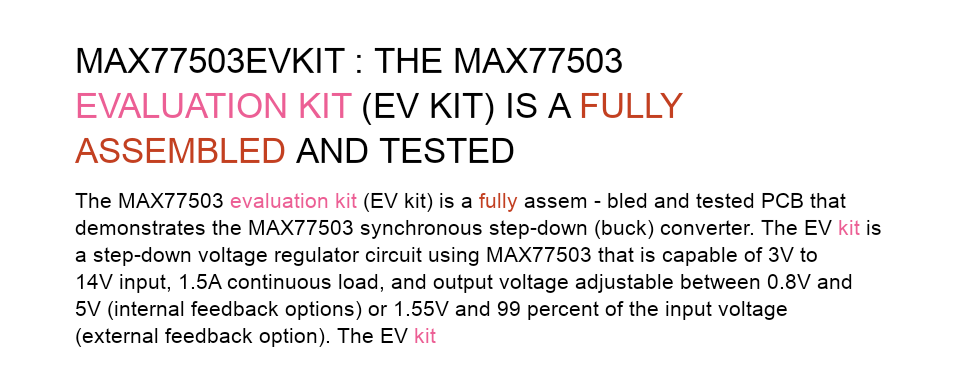 MAX77503EVKIT : THE MAX77503
EVALUATION KIT (EV KIT) IS A FULLY
ASSEMBLED AND TESTED
The MAX77503 evaluation kit (EV kit) is a fully assem - bled and tested PCB that
demonstrates the MAX77503 synchronous step-down (buck) converter. The EV kit is
a step-down voltage regulator circuit using MAX77503 that is capable of 3V to
14V input, 1.5A continuous load, and output voltage adjustable between 0.8V and
5V (internal feedback options) or 1.55V and 99 percent of the input voltage
(external feedback option). The EV kit